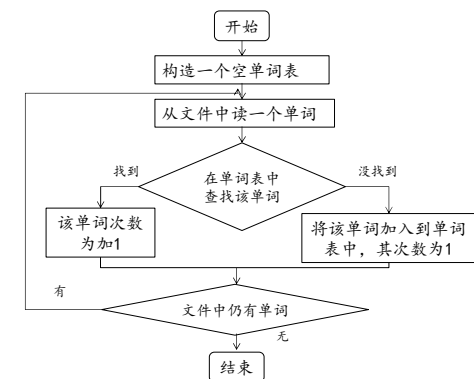 开始
构造一个空单词表
从文件中读一个单词
找到
没找到
在单词表中
查找该单词
该单词次数
为加1
将该单词加入到单词
表中，其次数为1
有
文件中仍有单词
无
结束